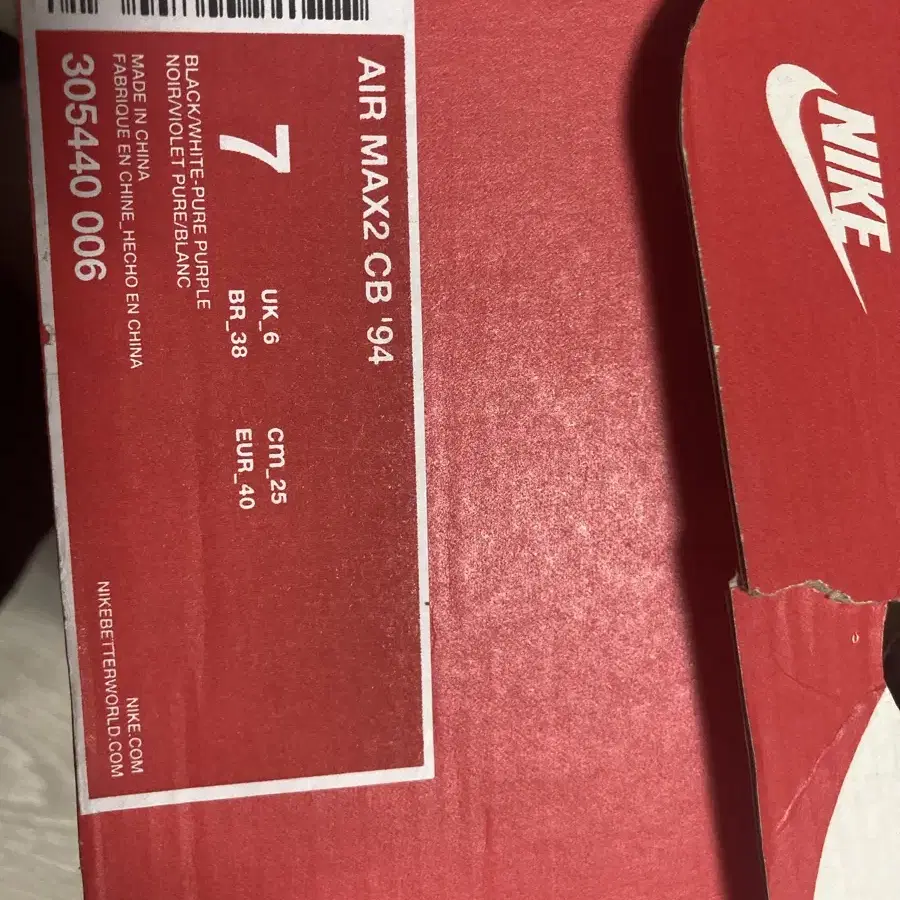 AIR MAX2 CB '94
7
UK_6 cm_25
BR_38 EUR_40
BLACK/WHITE-PURE PURPLE
NOIR/VIOLET PURE/BLANC
MADE IN CHINA
FABRIQUE EN CHINE_HECHO EN CHINA
305440 006
NIKE.COM
NIKEBETTERWORLD.COM
NIKE